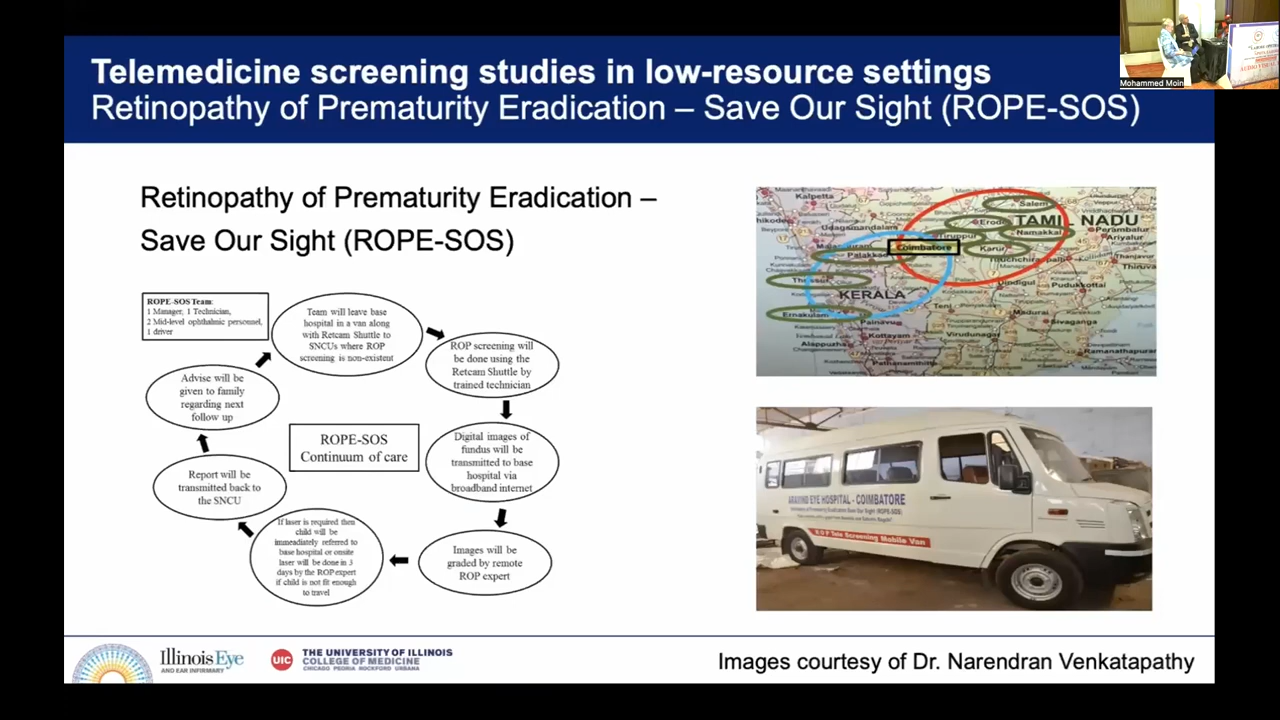 Telemedicine screening studies in low-resource settings
Retinopathy of Prematurity Eradication – Save Our Sight (ROPE-SOS)
Mohammed Moin
Retinopathy of Prematurity Eradication –
Save Our Sight (ROPE-SOS)
ROPE-SOS Team:
1 Manager, 1 Technician,
2 Mid-level ophthalmic personnel,
1 driver
Team will leave base
hospital in a van along
with Retcam Shuttle to
SNCUs where ROP
screening is non-existent
ROP screening will
be done using the
Retcam Shuttle by
trained technician
Digital images of
fundus will be
transmitted to base
hospital via
broadband internet
Images will be
graded by remote
ROP expert
If laser is required then
child will be
immediately referred to
base hospital or onsite
laser will be done in 3
days by the ROP expert
if child is not fit enough
to travel
Report will be
transmitted back to
the SNCU
Advise will be
given to family
regarding next
follow up
ROPE-SOS
Continuum of care
Kalpetta
Udagamandalam
Salem
Erode
TAMI NADU
Namakkal
Perambalur
Ariyalur
Tiruppur
Coimbatore
Karur
Palakkad
Thanjavur
KERALA
Dindigul
Pudukkottai
Ernakulam
Madurai
Sivaganga
Painavu
Kottayam
Virudunagar
Alappuzha
Ramanathapuram
ARAVIND EYE HOSPITAL - COIMBATORE
R O P Tele Screening Mobile Van
Illinois Eye
AND EAR INFIRMARY
UIC
THE UNIVERSITY OF ILLINOIS
COLLEGE OF MEDICINE
CHICAGO PEORIA ROCKFORD URBANA
Images courtesy of Dr. Narendran Venkatapathy